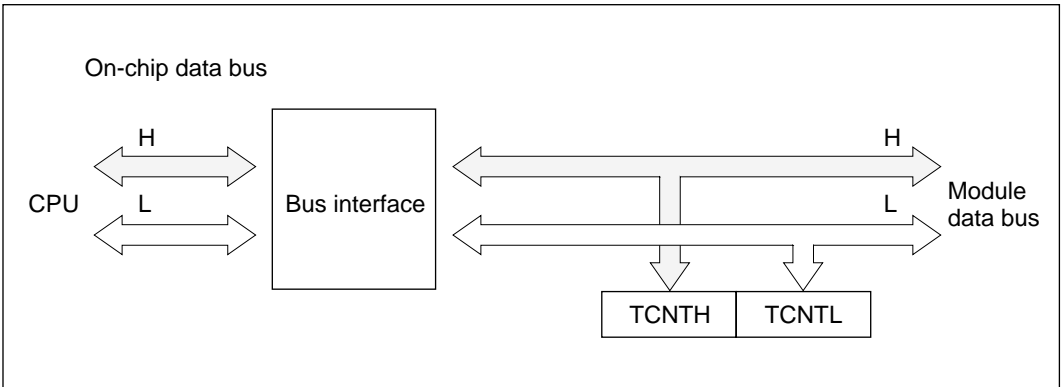 On-chip data bus
H
H
CPU
L
Bus interface
L
Module
data bus
TCNTH
TCNTL